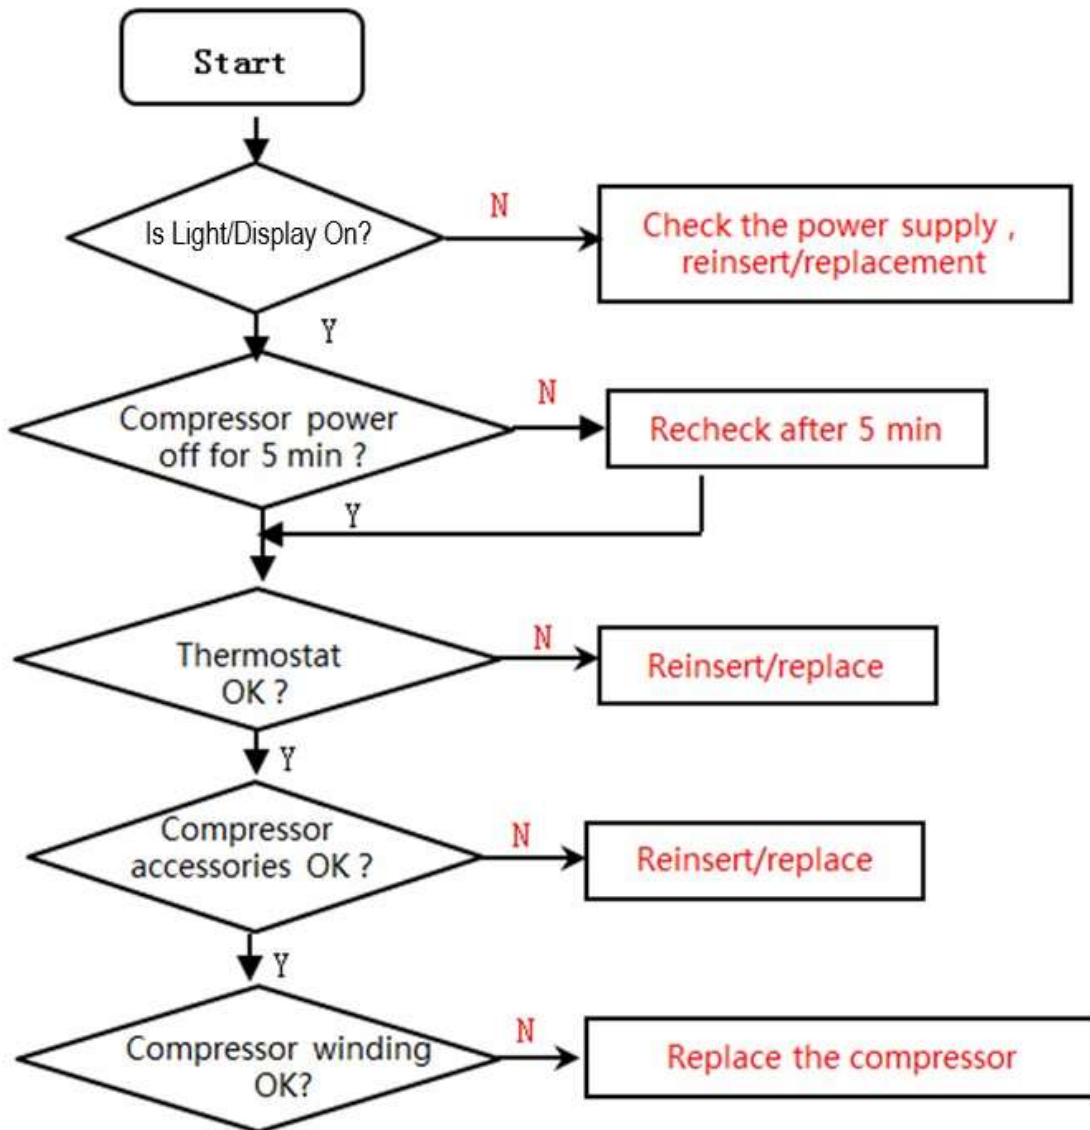 Start
Is Light/Display On?
N
Check the power supply ,
reinsert/replacement
Y
Compressor power
off for 5 min ?
N
Recheck after 5 min
Y
Thermostat
OK ?
N
Reinsert/replace
Y
Compressor
accessories OK ?
N
Reinsert/replace
Y
Compressor winding
OK?
N
Replace the compressor